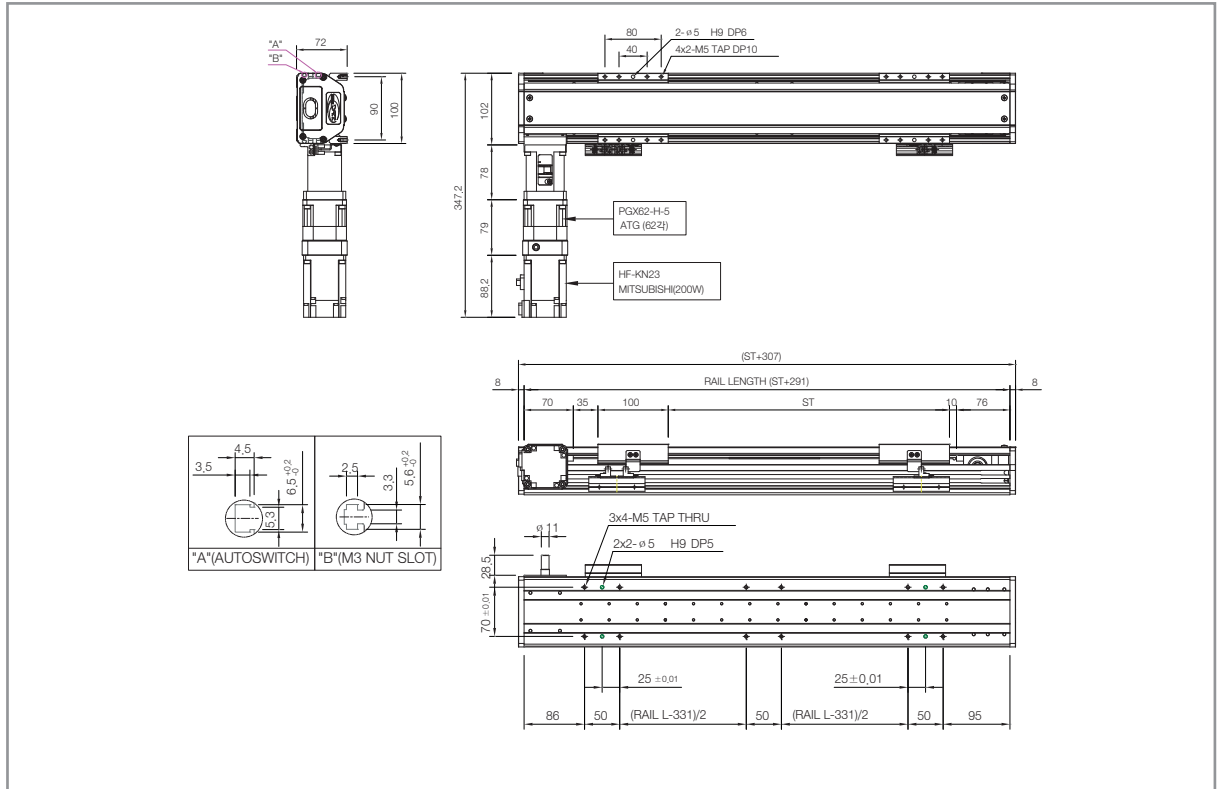 "A"
"B"
72
90
100
80
40
2-ø5 H9 DP6
4x2-M5 TAP DP10
347,2
102
78
79
88,2
PGX62-H-5
ATG (62각)
HF-KN23
MITSUBISHI(200W)
(ST+307)
8
RAIL LENGTH (ST+291)
8
70
35
100
ST
10
76
4,5
3,5
6,5 +0,2 -0
5,3
2,5
3,3
5,6 +0,2 -0
"A"(AUTOSWITCH)
"B"(M3 NUT SLOT)
3x4-M5 TAP THRU
ø11
2x2-ø5 H9 DP5
28,5
70 ±0,01
25 ±0,01
25±0,01
86
50
(RAIL L-331)/2
50
(RAIL L-331)/2
50
95